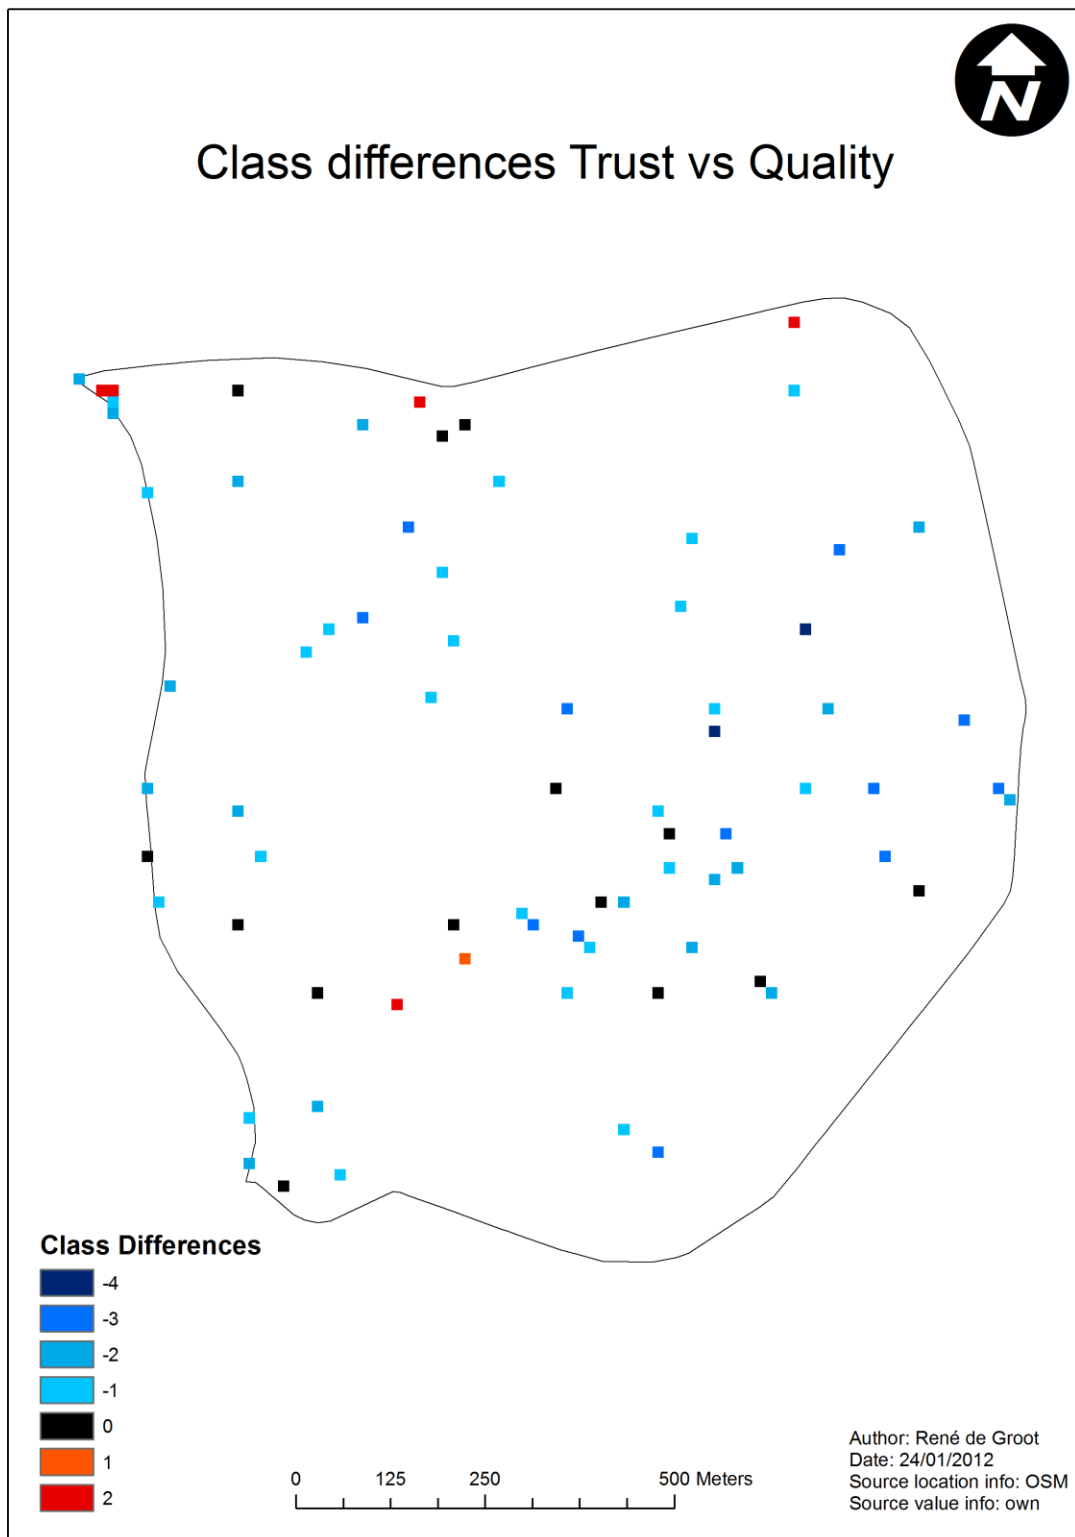 N
Class differences Trust vs Quality
Class Differences
-4
-3
-2
-1
0
1
2
0 125 250 500 Meters
Author: René de Groot
Date: 24/01/2012
Source location info: OSM
Source value info: own